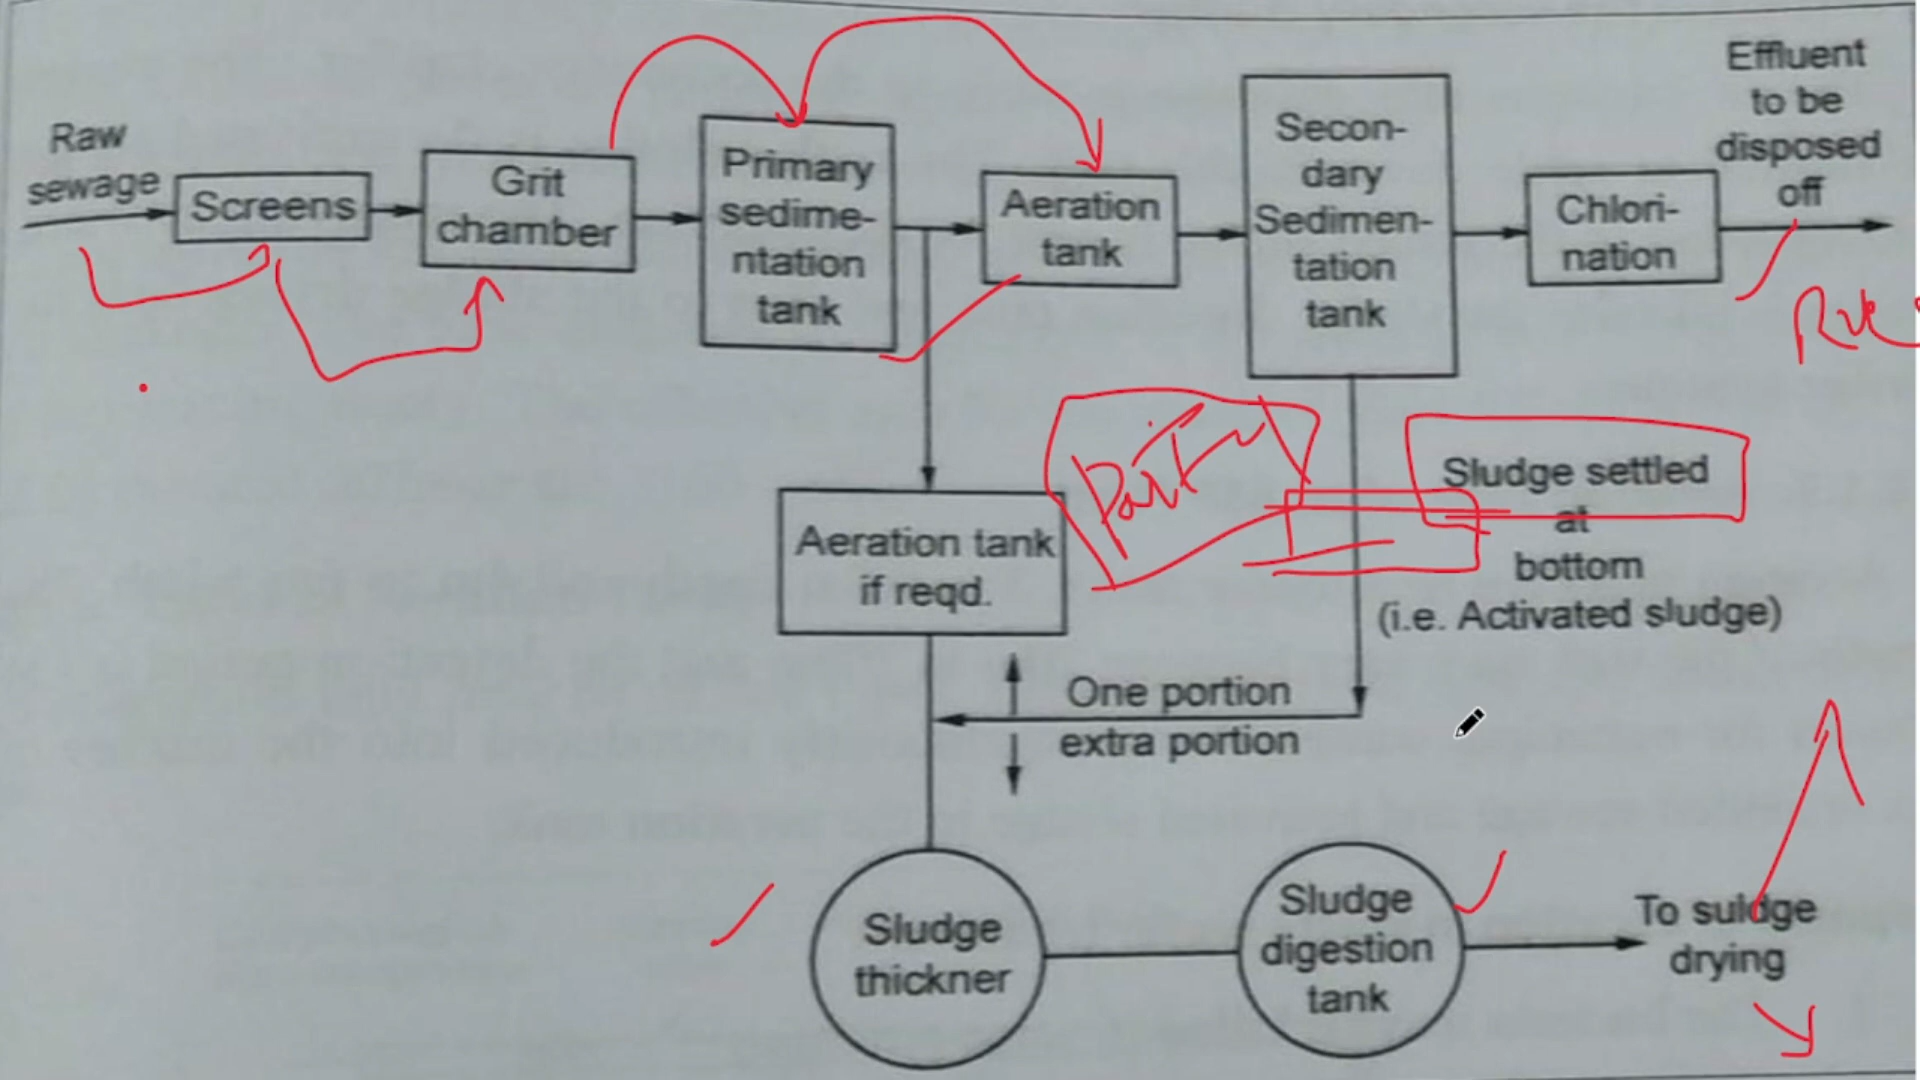 Raw
sewage
Screens
Grit
chamber
Primary
sedime-
ntation
tank
Aeration
tank
Secon-
dary
Sedimen-
tation
tank
Chlori-
nation
Effluent
to be
disposed
off
Sludge settled
at
bottom
(i.e. Activated sludge)
Aeration tank
if reqd.
One portion
extra portion
Sludge
thickner
Sludge
digestion
tank
To suldge
drying